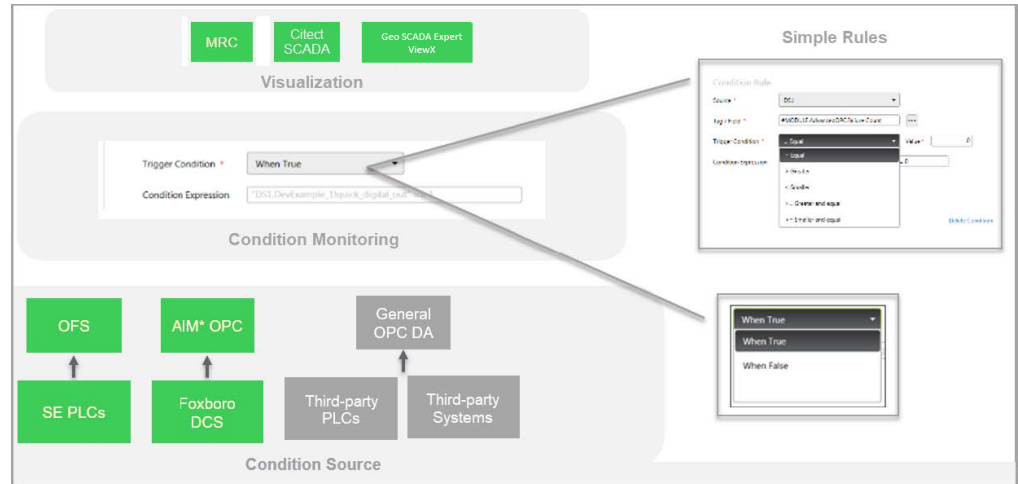 MRC
Citect
SCADA
Geo SCADA Expert
ViewX
Visualization
Simple Rules
Condition Rule
Source *
DS1
Tag / Field *
Trigger Condition *
Equal
Value *
0
Condition Expression
= Equal
> Greater
< Smaller
Greater and equal
Smaller and equal
Delete Condition
Trigger Condition *
When True
Condition Expression
Condition Monitoring
When True
When True
When False
OFS
AIM* OPC
General
OPC DA
SE PLCs
Foxboro
DCS
Third-party
PLCs
Third-party
Systems
Condition Source